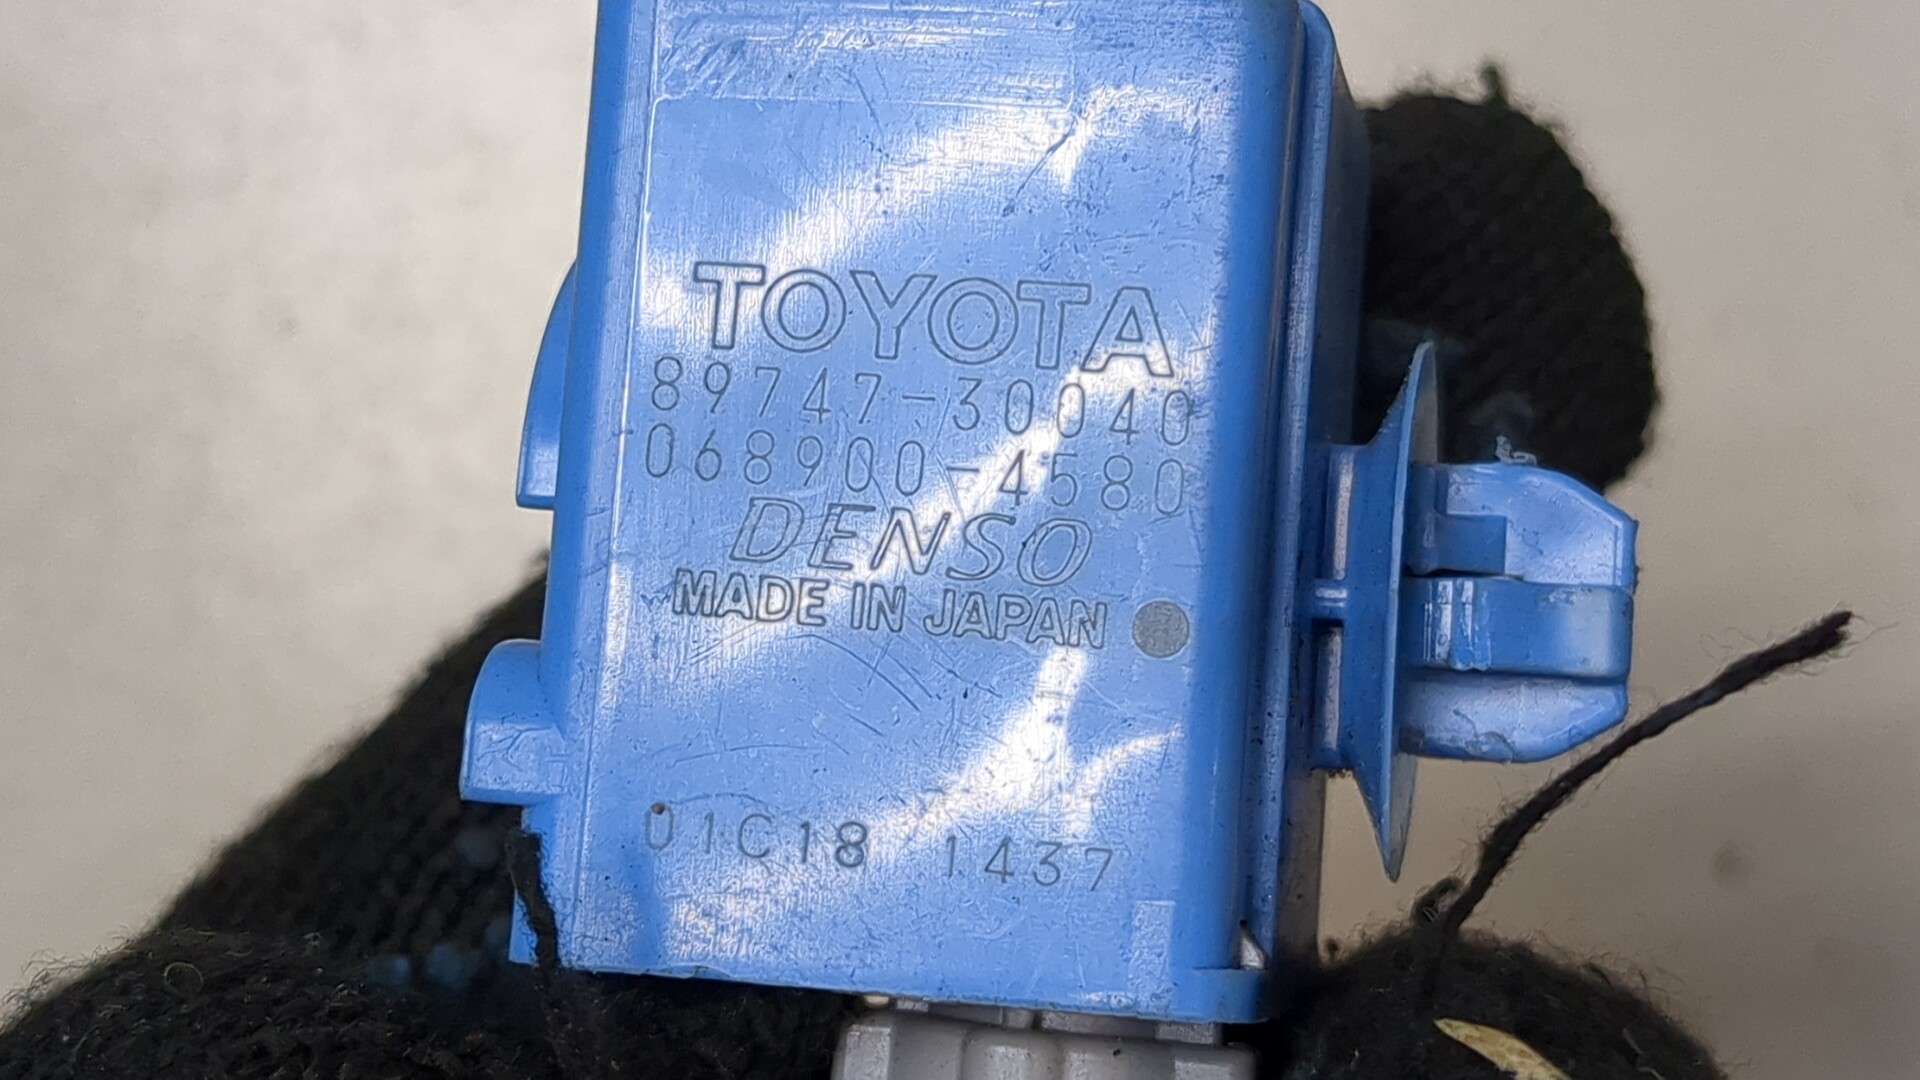 TOYOTA
89747-30040
068900-4580
DENSO
MADE IN JAPAN
01C18 1437